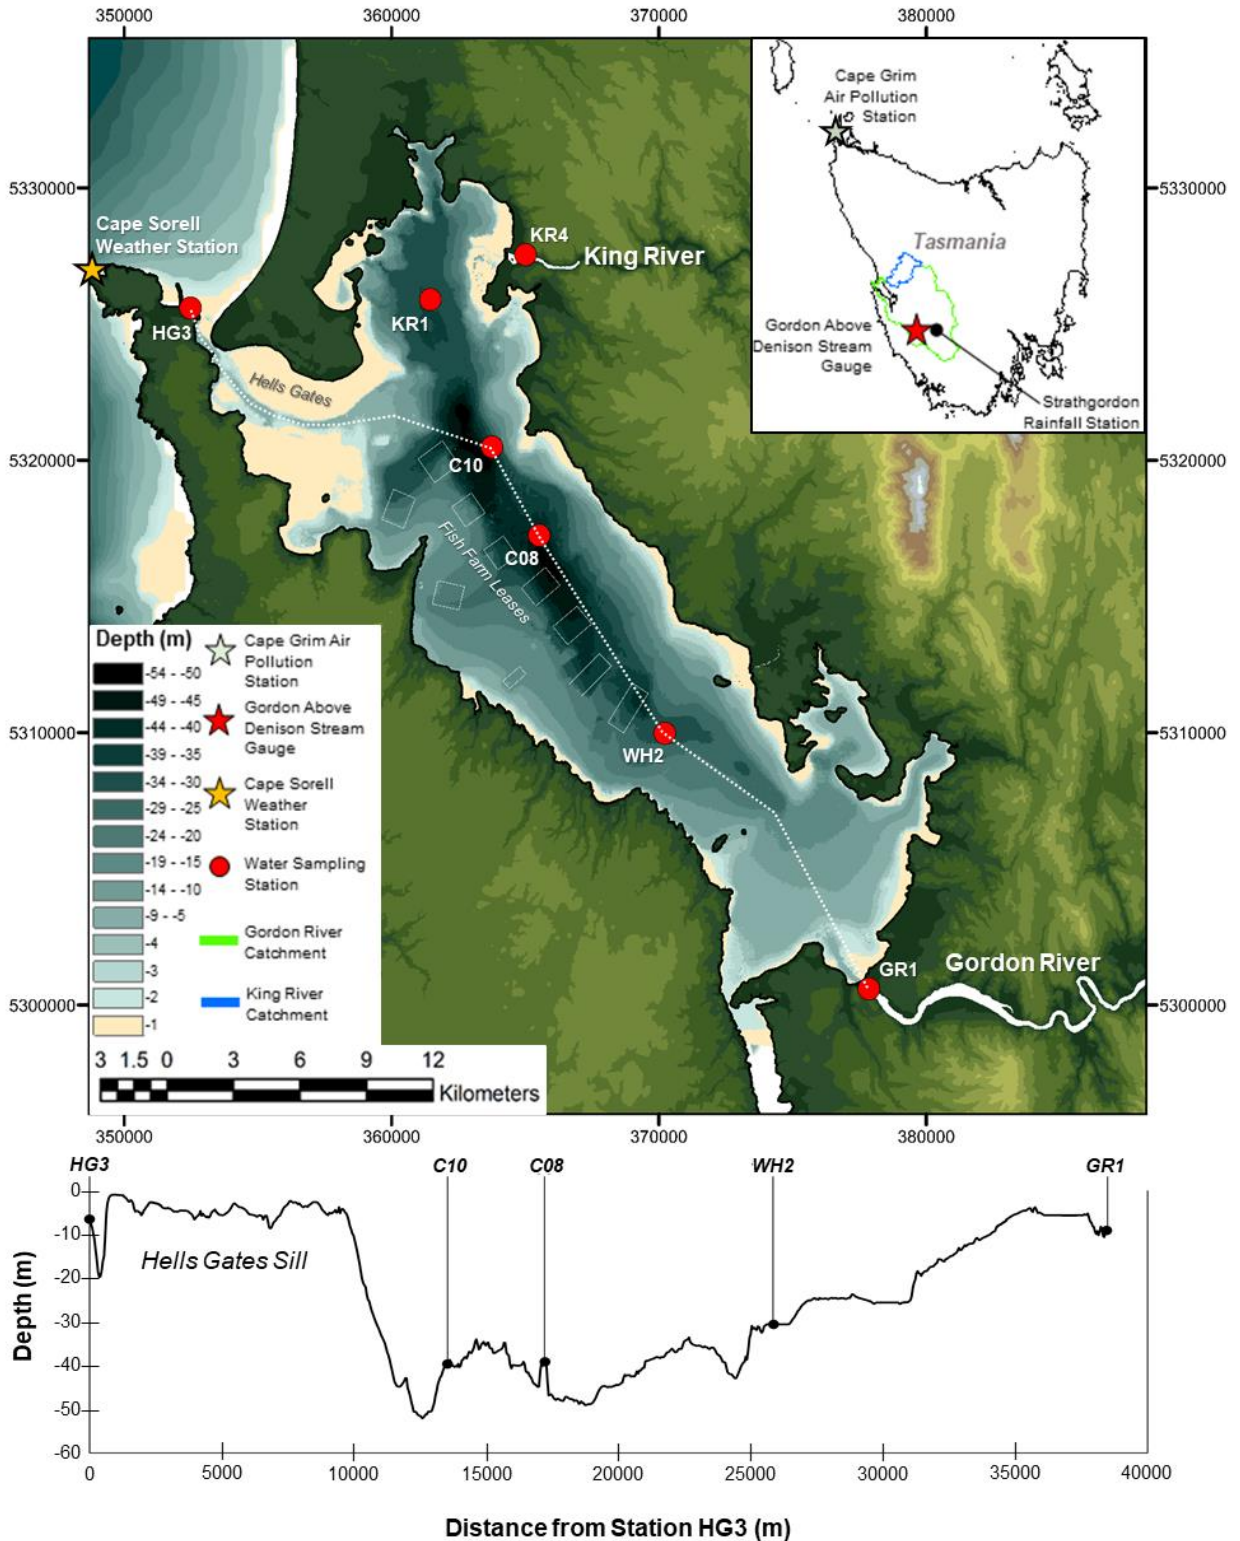 350000
360000
370000
380000
Cape Grim
Air Pollution
Station
5330000
5330000
Cape Sorell
Weather Station
KR4
King River
Tasmania
HG3
KR1
Gordon Above
Denison Stream
Gauge
Hells Gates
Strathgordon
Rainfall Station
5320000
5320000
C10
C08
Fish Farm Leases
Depth (m)
-54 - -50
-49 - -45
-44 - -40
-39 - -35
-34 - -30
-29 - -25
-24 - -20
-19 - -15
-14 - -10
-9 - -5
-4
-3
-2
-1
Cape Grim Air
Pollution
Station
Gordon Above
Denison Stream
Gauge
Cape Sorell
Weather
Station
Water Sampling
Station
Gordon River
Catchment
King River
Catchment
5310000
5310000
WH2
GR1
Gordon River
5300000
5300000
3 1.5 0 3 6 9 12
Kilometers
350000
360000
370000
380000
HG3
C10
C08
WH2
GR1
0
-10
-20
-30
-40
-50
-60
Depth (m)
Hells Gates Sill
0
5000
10000
15000
20000
25000
30000
35000
40000
Distance from Station HG3 (m)